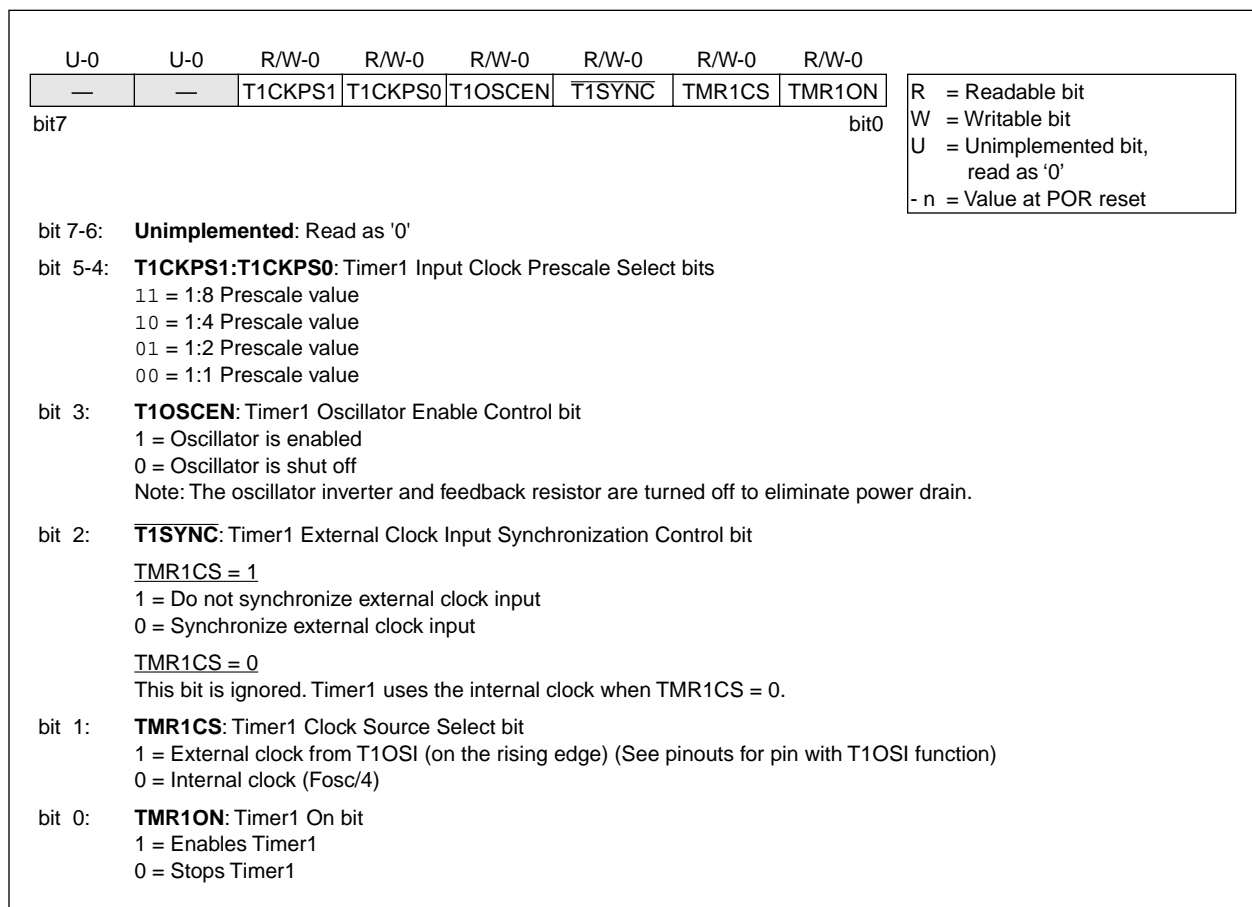 U-0 U-0 R/W-0 R/W-0 R/W-0 R/W-0 R/W-0 R/W-0
— — T1CKPS1 T1CKPS0 T1OSCEN T1SYNC TMR1CS TMR1ON
bit7 bit0
R = Readable bit
W = Writable bit
U = Unimplemented bit,
read as ‘0’
- n = Value at POR reset
bit 7-6: Unimplemented: Read as '0'
bit 5-4: T1CKPS1:T1CKPS0: Timer1 Input Clock Prescale Select bits
11 = 1:8 Prescale value
10 = 1:4 Prescale value
01 = 1:2 Prescale value
00 = 1:1 Prescale value
bit 3: T1OSCEN: Timer1 Oscillator Enable Control bit
1 = Oscillator is enabled
0 = Oscillator is shut off
Note: The oscillator inverter and feedback resistor are turned off to eliminate power drain.
bit 2: T1SYNC: Timer1 External Clock Input Synchronization Control bit
TMR1CS = 1
1 = Do not synchronize external clock input
0 = Synchronize external clock input
TMR1CS = 0
This bit is ignored. Timer1 uses the internal clock when TMR1CS = 0.
bit 1: TMR1CS: Timer1 Clock Source Select bit
1 = External clock from T1OSI (on the rising edge) (See pinouts for pin with T1OSI function)
0 = Internal clock (Fosc/4)
bit 0: TMR1ON: Timer1 On bit
1 = Enables Timer1
0 = Stops Timer1